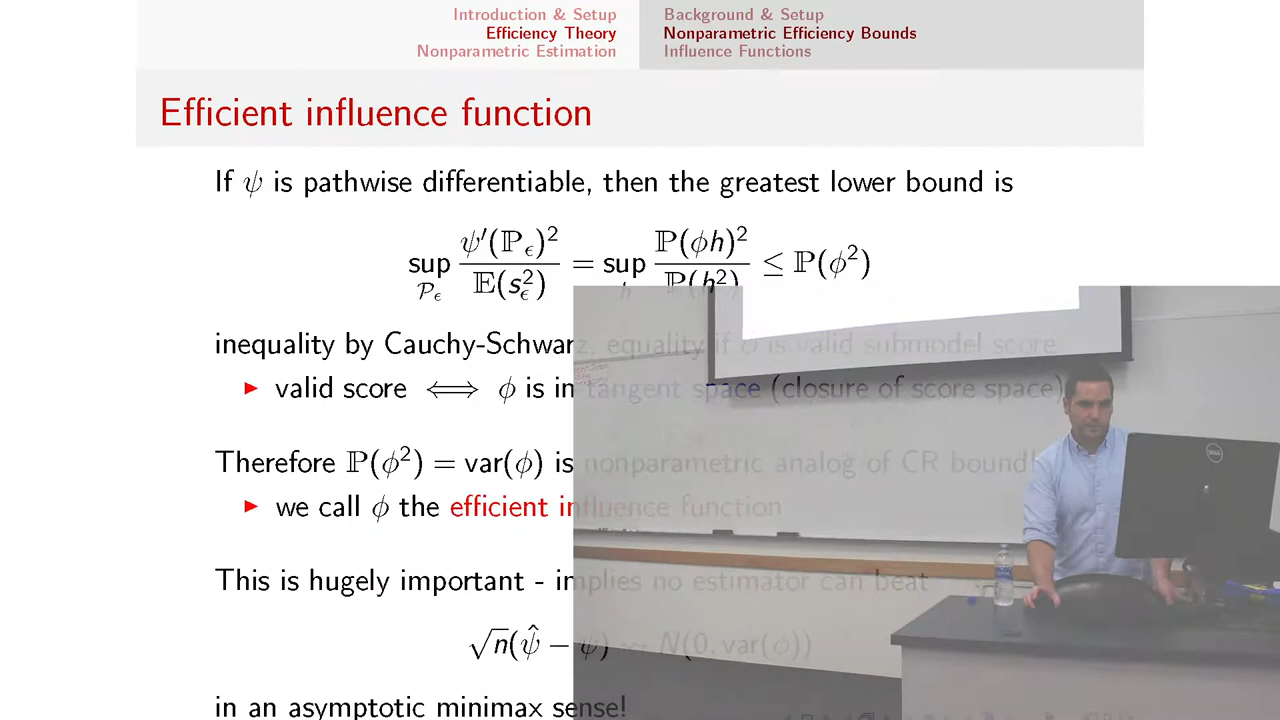 Introduction & Setup
Efficiency Theory
Nonparametric Estimation
Background & Setup
Nonparametric Efficiency Bounds
Influence Functions
Efficient influence function
If ψ is pathwise differentiable, then the greatest lower bound is
sup_{𝒫_ϵ} ψ′(ℙ_ϵ)² / 𝔼(s_ϵ²) = sup_h ℙ(ϕh)² / ℙ(h²) ≤ ℙ(ϕ²)
inequality by Cauchy-Schwarz, equality if ϕ is valid submodel score
▶ valid score ⟺ ϕ is in tangent space (closure of score space)
Therefore ℙ(ϕ²) = var(ϕ) is nonparametric analog of CR bound!
▶ we call ϕ the efficient influence function
This is hugely important - implies no estimator can beat
√n(ψ̂ − ψ) ⇝ N(0, var(ϕ))
in an asymptotic minimax sense!
DELL